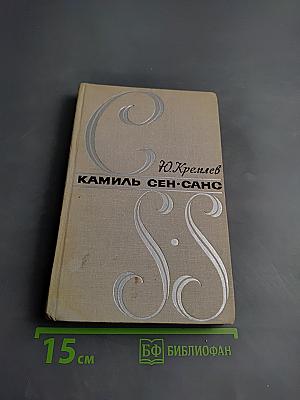 C
Ю. Кремлев
КАМИЛЬ СЕН-САНС
S·S
15 см
БФ БИБЛИОФАН